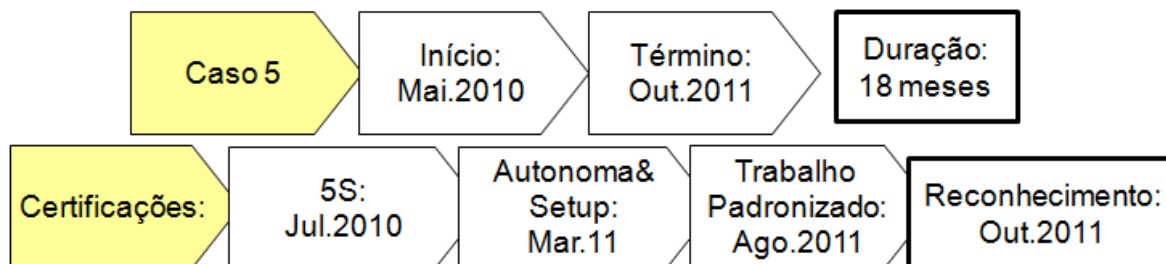 Caso 5
Início:
Mai.2010
Término:
Out.2011
Duração:
18 meses
Certificações:
5S:
Jul.2010
Autonoma&
Setup:
Mar.11
Trabalho
Padronizado:
Ago.2011
Reconhecimento:
Out.2011